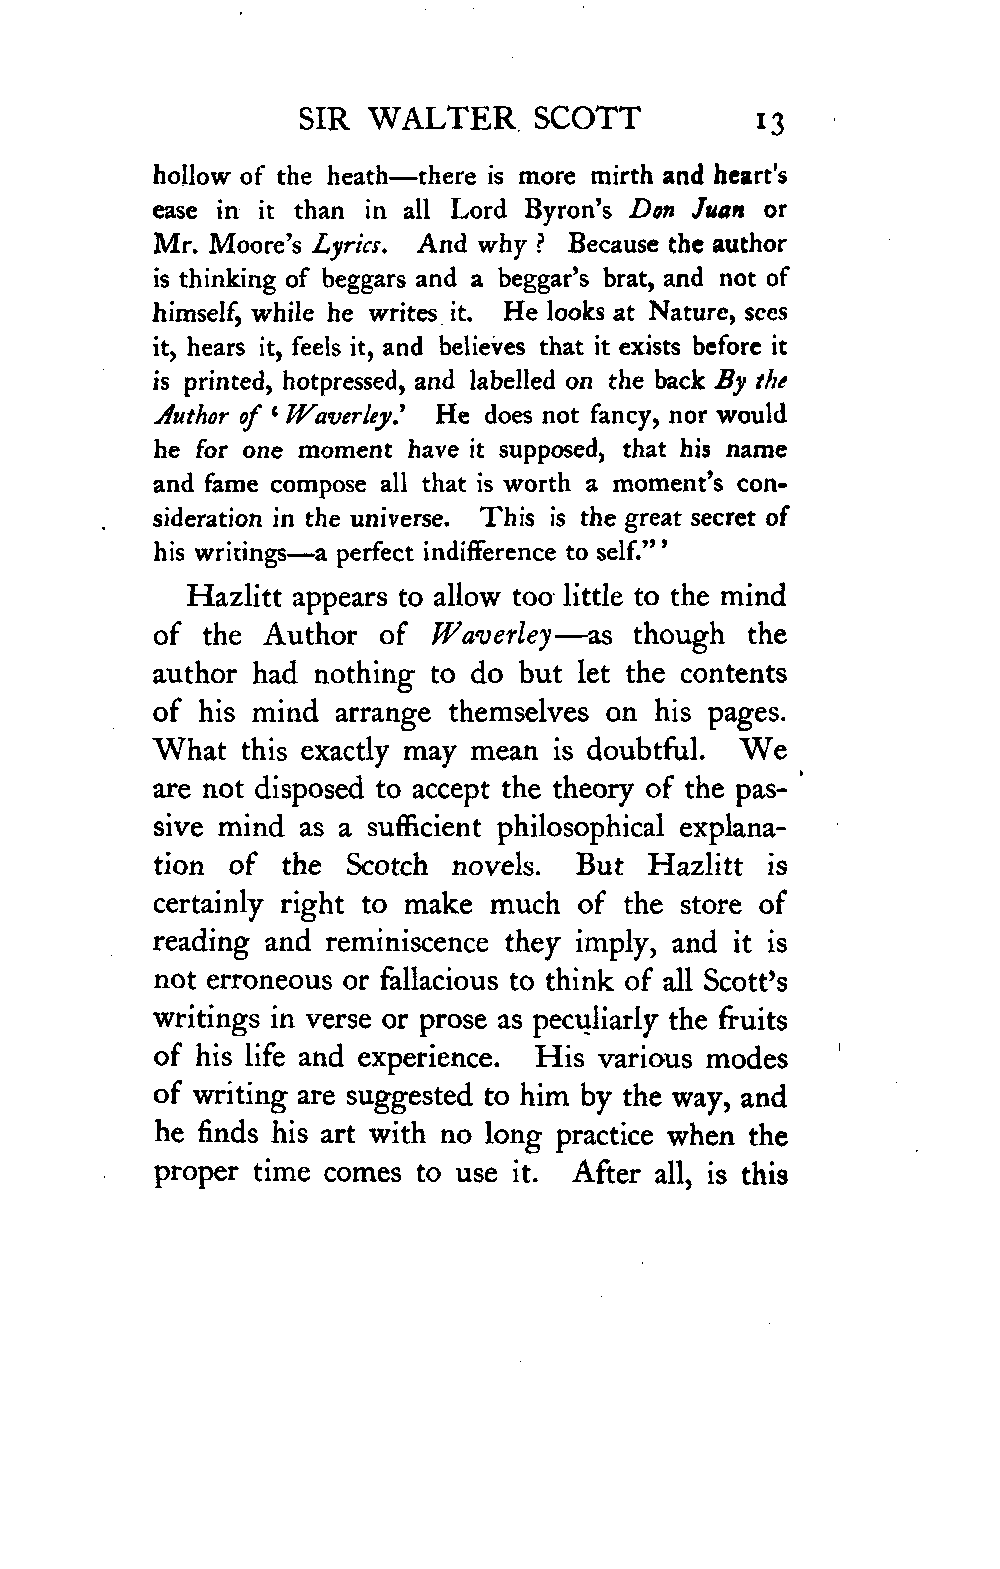 SIR WALTER SCOTT 13
hollow of the heath—there is more mirth and heart's
ease in it than in all Lord Byron's Don Juan or
Mr. Moore's Lyrics. And why ? Because the author
is thinking of beggars and a beggar's brat, and not of
himself, while he writes it. He looks at Nature, sees
it, hears it, feels it, and believes that it exists before it
is printed, hotpressed, and labelled on the back By the
Author of ‘ Waverley.’ He does not fancy, nor would
he for one moment have it supposed, that his name
and fame compose all that is worth a moment's con-
sideration in the universe. This is the great secret of
his writings—a perfect indifference to self.” ’
Hazlitt appears to allow too little to the mind
of the Author of Waverley—as though the
author had nothing to do but let the contents
of his mind arrange themselves on his pages.
What this exactly may mean is doubtful. We
are not disposed to accept the theory of the pas-
sive mind as a sufficient philosophical explana-
tion of the Scotch novels. But Hazlitt is
certainly right to make much of the store of
reading and reminiscence they imply, and it is
not erroneous or fallacious to think of all Scott's
writings in verse or prose as peculiarly the fruits
of his life and experience. His various modes
of writing are suggested to him by the way, and
he finds his art with no long practice when the
proper time comes to use it. After all, is this